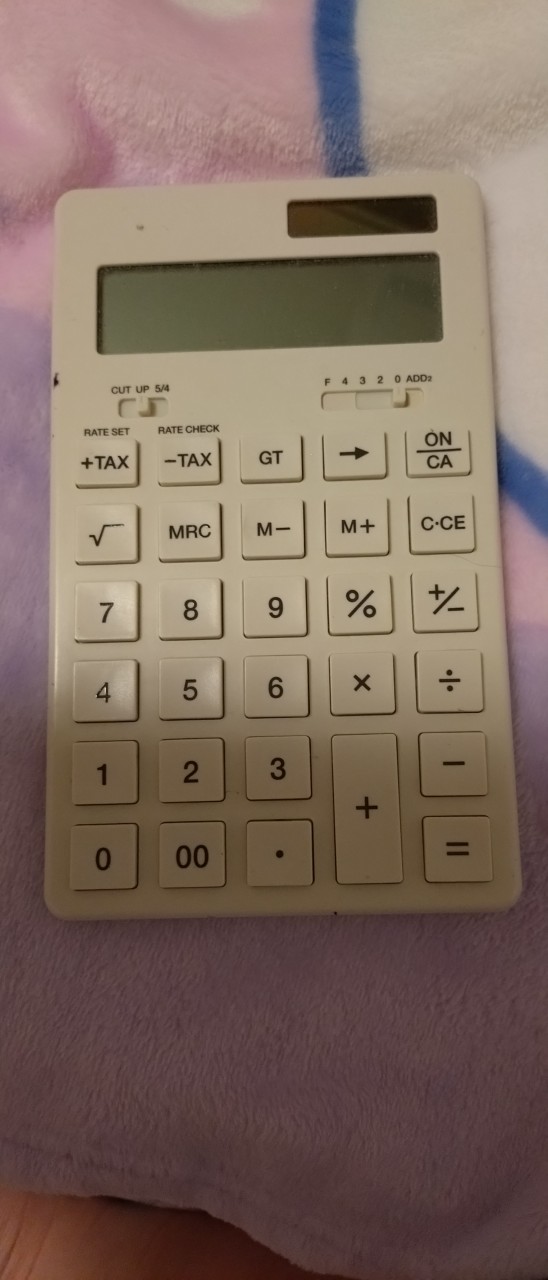 CUT UP 5/4 F 4 3 2 0 ADD2
RATE SET RATE CHECK
+TAX −TAX GT → ON/CA
√ MRC M− M+ C·CE
7 8 9 % +/−
4 5 6 × ÷
1 2 3 −
+
0 00 · =